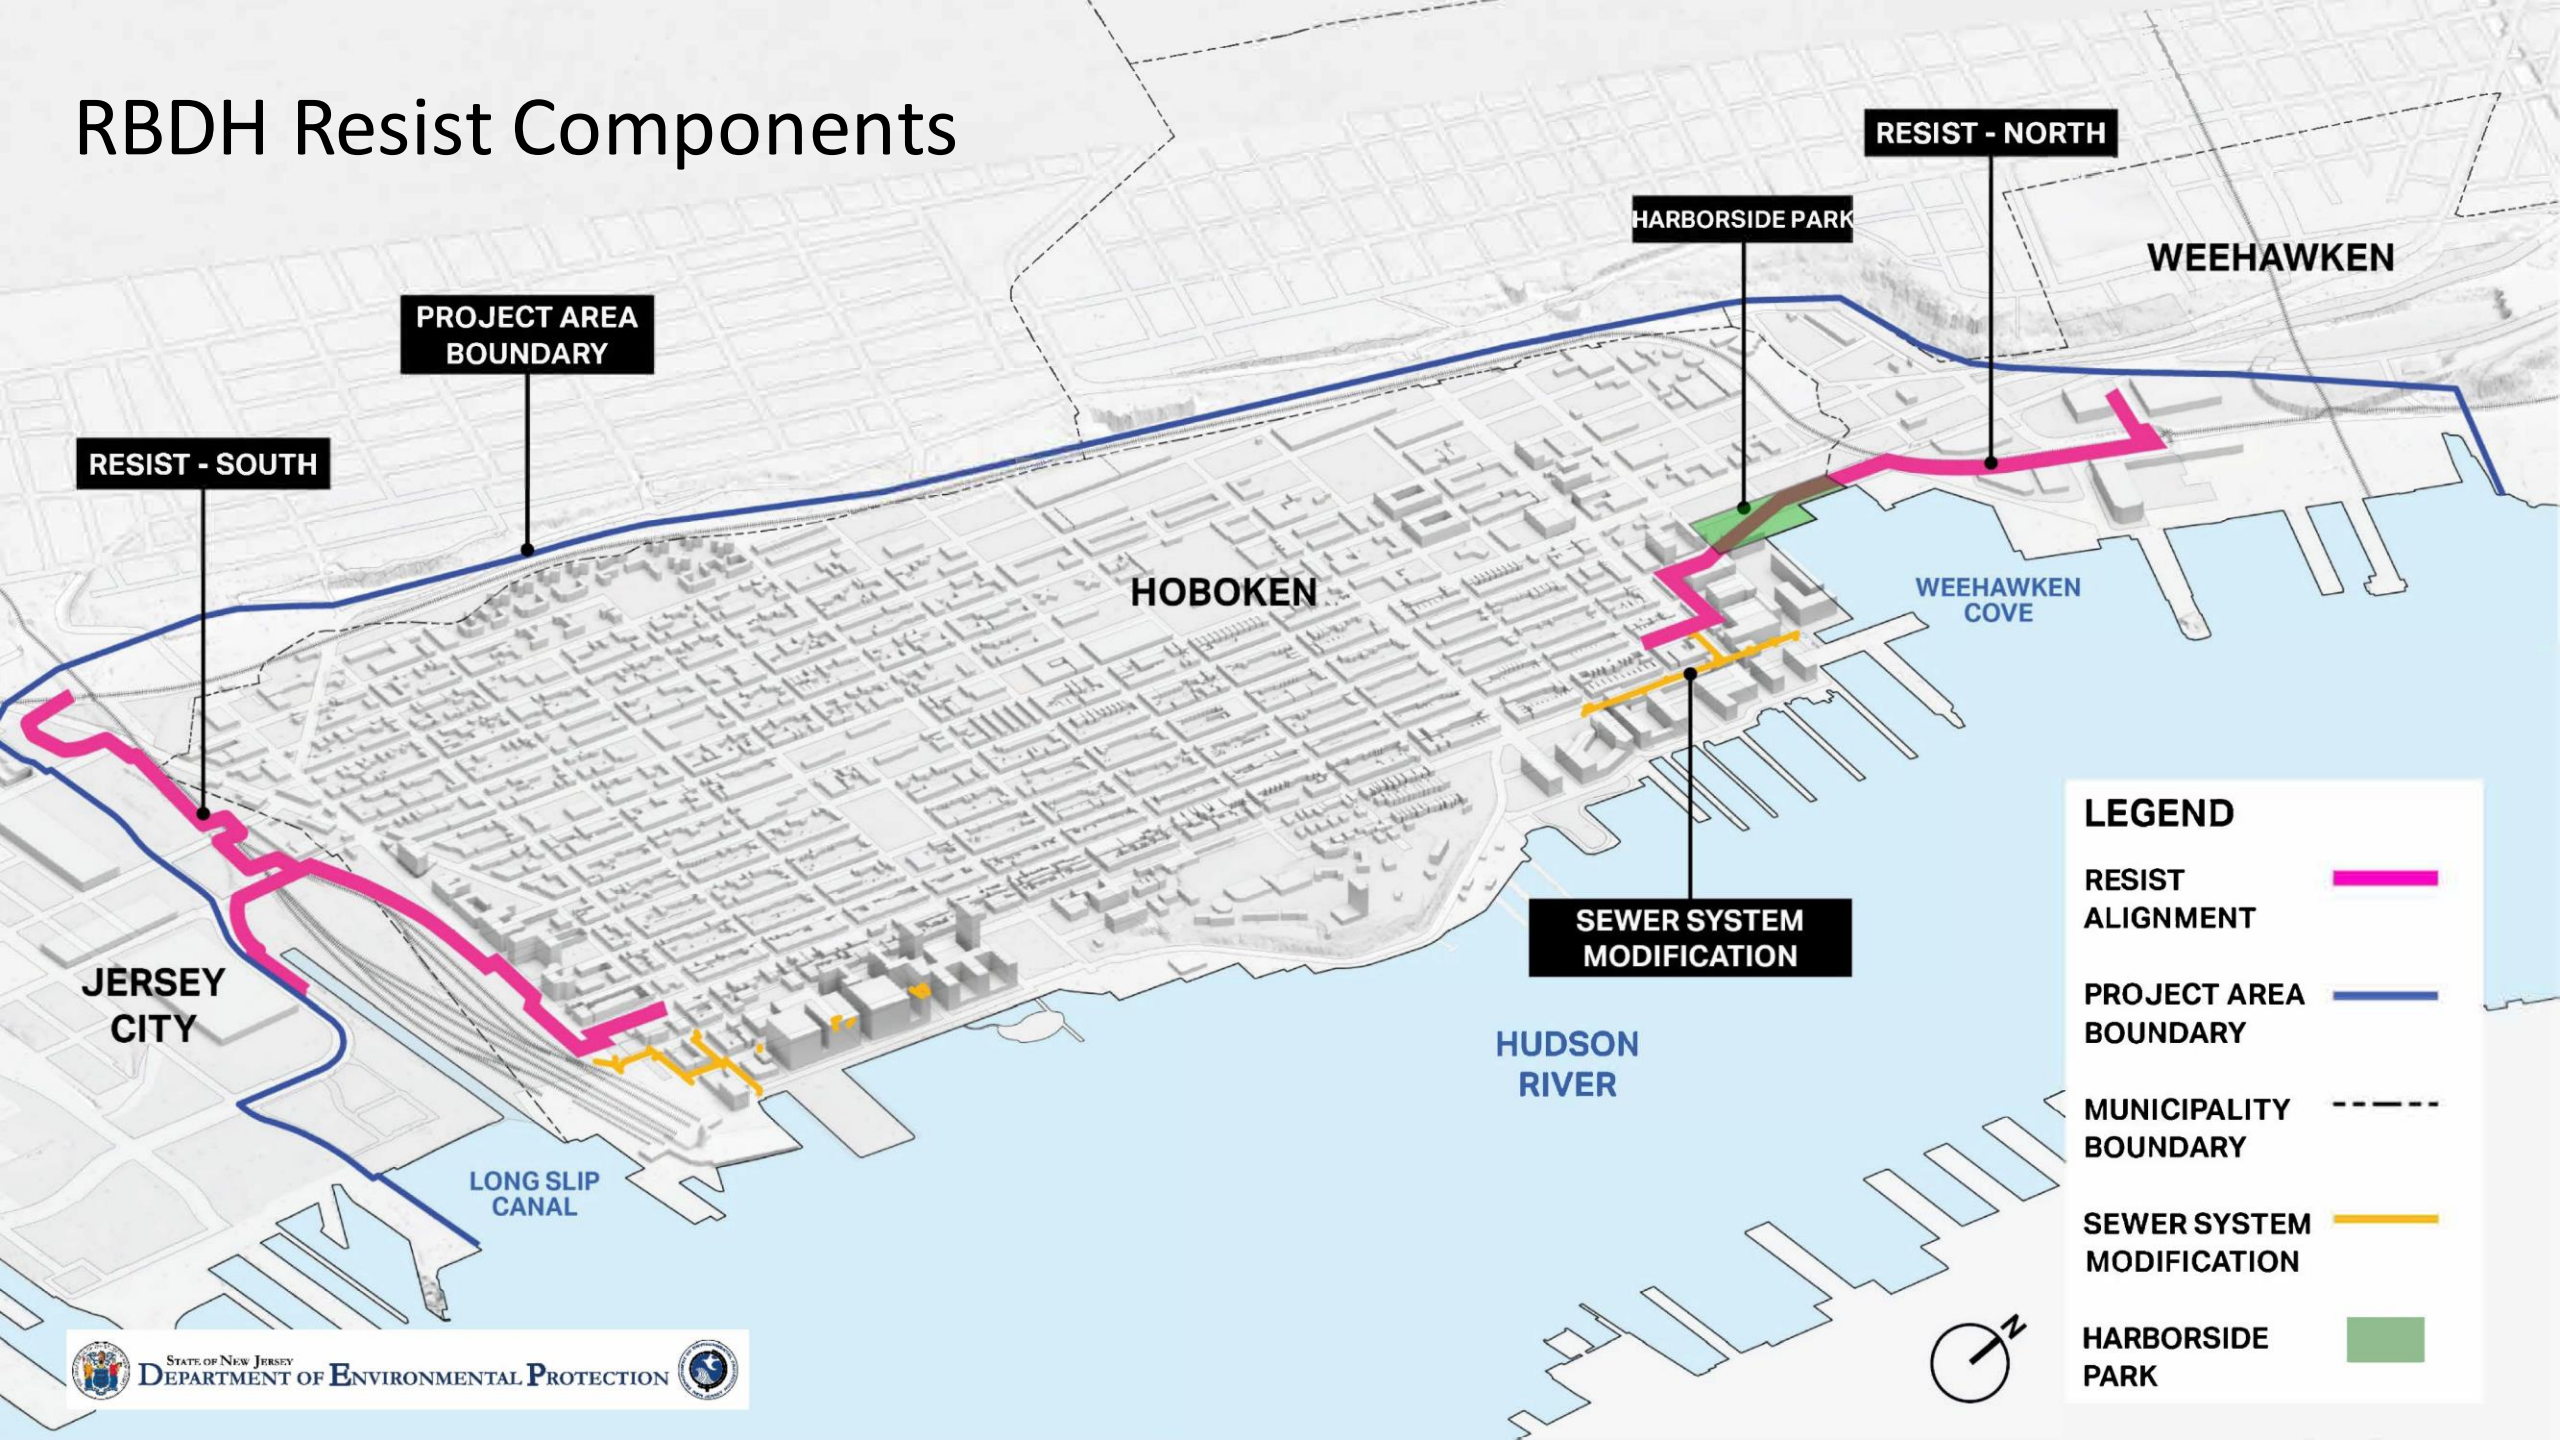 RBDH Resist Components
RESIST - NORTH
HARBORSIDE PARK
WEEHAWKEN
PROJECT AREA
BOUNDARY
RESIST - SOUTH
HOBOKEN
WEEHAWKEN
COVE
SEWER SYSTEM
MODIFICATION
JERSEY
CITY
HUDSON
RIVER
LONG SLIP
CANAL
LEGEND
RESIST
ALIGNMENT
PROJECT AREA
BOUNDARY
MUNICIPALITY
BOUNDARY
SEWER SYSTEM
MODIFICATION
HARBORSIDE
PARK
N
STATE OF NEW JERSEY
DEPARTMENT OF ENVIRONMENTAL PROTECTION